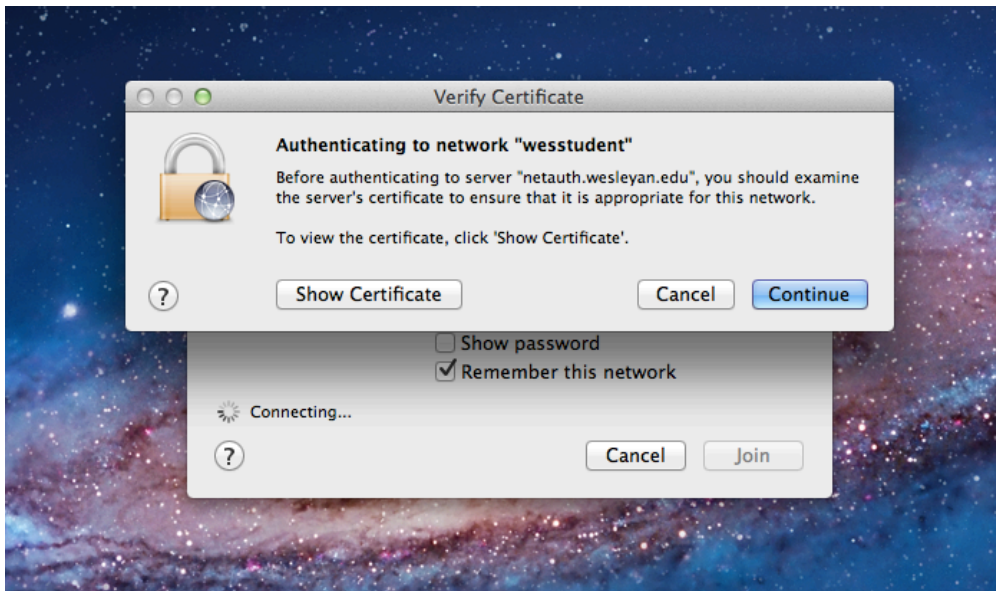 Verify Certificate
Authenticating to network "wesstudent"
Before authenticating to server "netauth.wesleyan.edu", you should examine
the server's certificate to ensure that it is appropriate for this network.
To view the certificate, click 'Show Certificate'.
? Show Certificate Cancel Continue
Show password
Remember this network
Connecting...
? Cancel Join